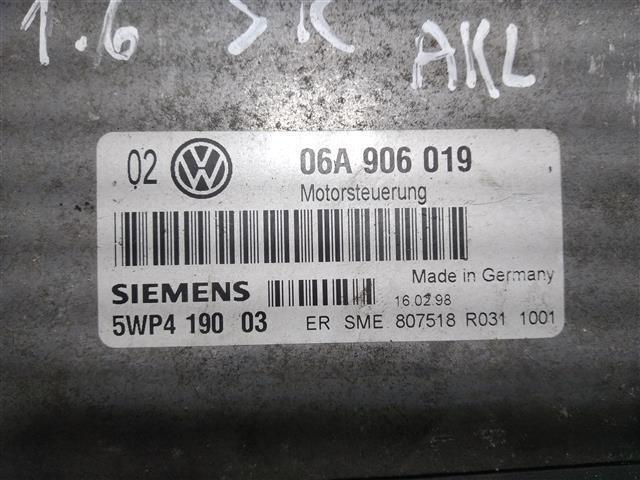 1.6 SR AKL
02 VW 06A 906 019
Motorsteuerung
Made in Germany
SIEMENS 16.02.98
5WP4 190 03 ER SME 807518 R031 1001